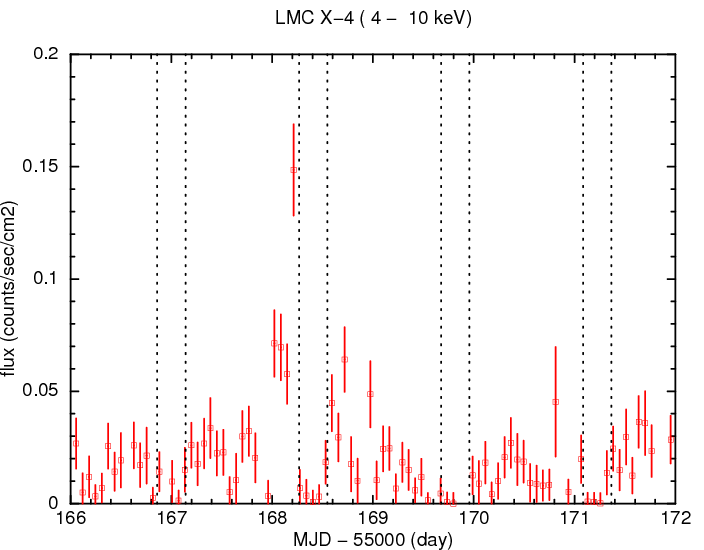 LMC X−4 ( 4 − 10 keV)
0.2
0.15
0.1
0.05
0
flux (counts/sec/cm2)
166 167 168 169 170 171 172
MJD − 55000 (day)